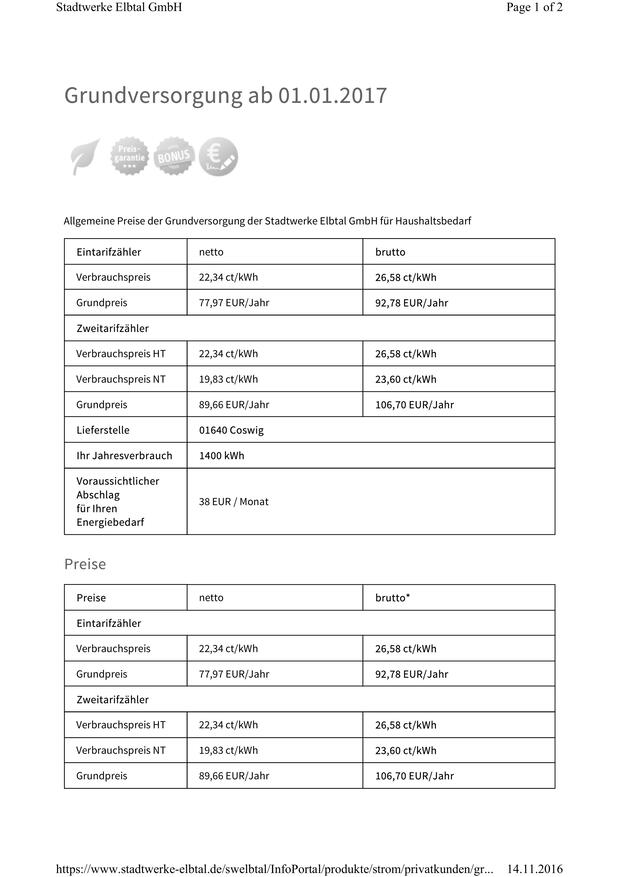 Stadtwerke Elbtal GmbH Page 1 of 2
Grundversorgung ab 01.01.2017
Preis-
garantie
BONUS
€
Allgemeine Preise der Grundversorgung der Stadtwerke Elbtal GmbH für Haushaltsbedarf
Eintarifzähler netto brutto
Verbrauchspreis 22,34 ct/kWh 26,58 ct/kWh
Grundpreis 77,97 EUR/Jahr 92,78 EUR/Jahr
Zweitarifzähler
Verbrauchspreis HT 22,34 ct/kWh 26,58 ct/kWh
Verbrauchspreis NT 19,83 ct/kWh 23,60 ct/kWh
Grundpreis 89,66 EUR/Jahr 106,70 EUR/Jahr
Lieferstelle 01640 Coswig
Ihr Jahresverbrauch 1400 kWh
Voraussichtlicher
Abschlag
für Ihren
Energiebedarf
38 EUR / Monat
Preise
Preise netto brutto*
Eintarifzähler
Verbrauchspreis 22,34 ct/kWh 26,58 ct/kWh
Grundpreis 77,97 EUR/Jahr 92,78 EUR/Jahr
Zweitarifzähler
Verbrauchspreis HT 22,34 ct/kWh 26,58 ct/kWh
Verbrauchspreis NT 19,83 ct/kWh 23,60 ct/kWh
Grundpreis 89,66 EUR/Jahr 106,70 EUR/Jahr
https://www.stadtwerke-elbtal.de/swelbtal/InfoPortal/produkte/strom/privatkunden/gr... 14.11.2016